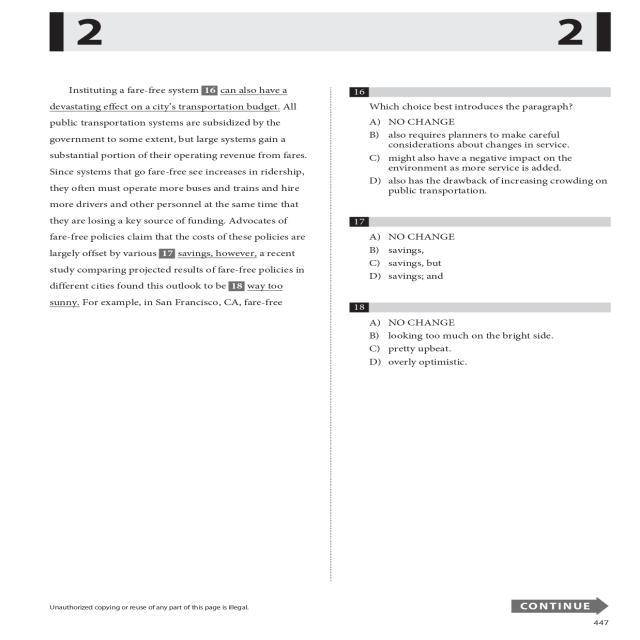 2
2
Instituting a fare-free system 16 can also have a
devastating effect on a city's transportation budget. All
public transportation systems are subsidized by the
government to some extent, but large systems gain a
substantial portion of their operating revenue from fares.
Since systems that go fare-free see increases in ridership,
they often must operate more buses and trains and hire
more drivers and other personnel at the same time that
they are losing a key source of funding. Advocates of
fare-free policies claim that the costs of these policies are
largely offset by various 17 savings, however, a recent
study comparing projected results of fare-free policies in
different cities found this outlook to be 18 way too
sunny. For example, in San Francisco, CA, fare-free
16
Which choice best introduces the paragraph?
A) NO CHANGE
B) also requires planners to make careful
considerations about changes in service.
C) might also have a negative impact on the
environment as more service is added.
D) also has the drawback of increasing crowding on
public transportation.
17
A) NO CHANGE
B) savings,
C) savings, but
D) savings; and
18
A) NO CHANGE
B) looking too much on the bright side.
C) pretty upbeat.
D) overly optimistic.
Unauthorized copying or reuse of any part of this page is illegal.
CONTINUE
447